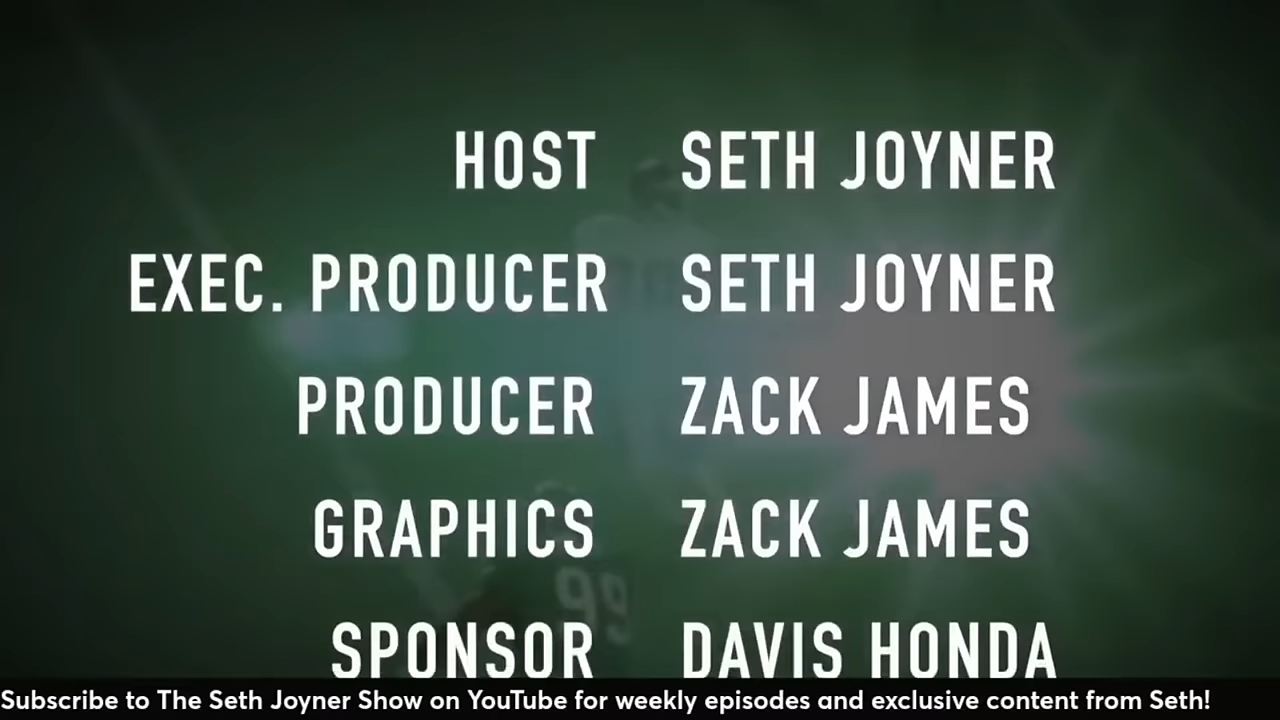 HOST SETH JOYNER
EXEC. PRODUCER SETH JOYNER
PRODUCER ZACK JAMES
GRAPHICS ZACK JAMES
99
SPONSOR DAVIS HONDA
Subscribe to The Seth Joyner Show on YouTube for weekly episodes and exclusive content from Seth!